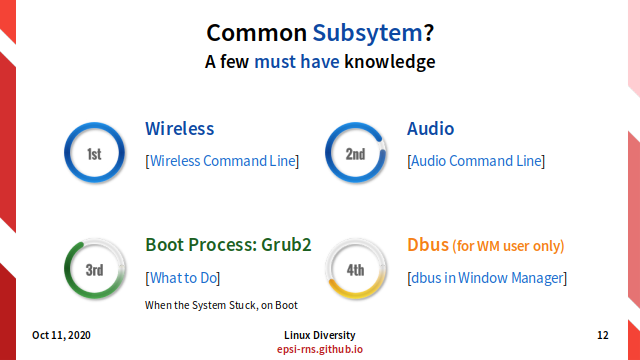 Common Subsytem?
A few must have knowledge
1st
Wireless
[Wireless Command Line]
2nd
Audio
[Audio Command Line]
3rd
Boot Process: Grub2
[What to Do]
When the System Stuck, on Boot
4th
Dbus (for WM user only)
[dbus in Window Manager]
Oct 11, 2020
Linux Diversity
epsi-rns.github.io
12